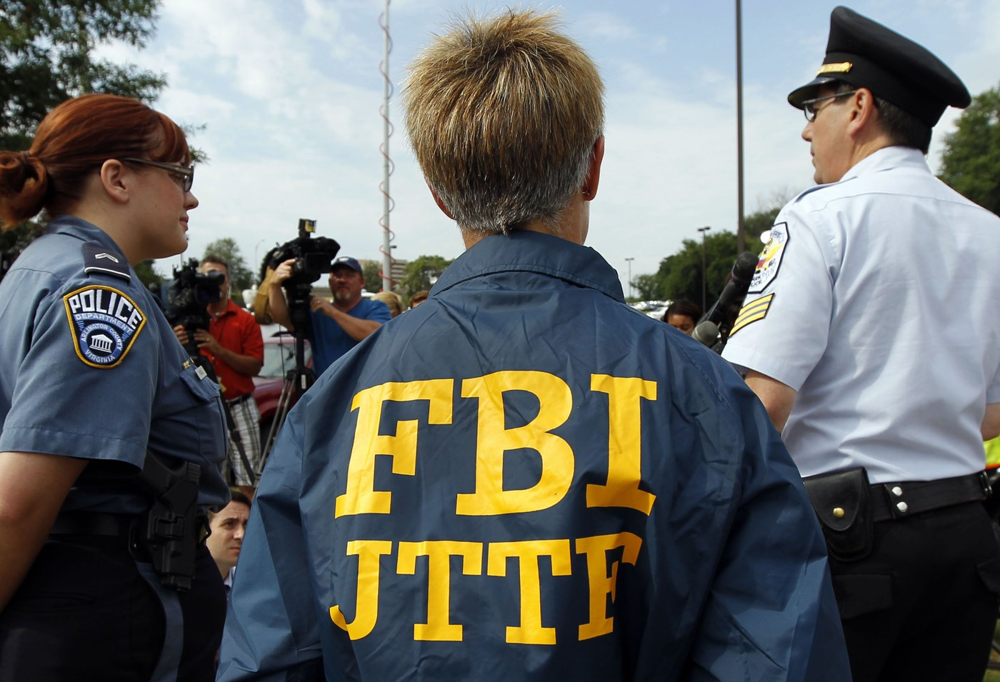 POLICE
DEPARTMENT
ARLINGTON COUNTY
VIRGINIA
FBI
JTTF